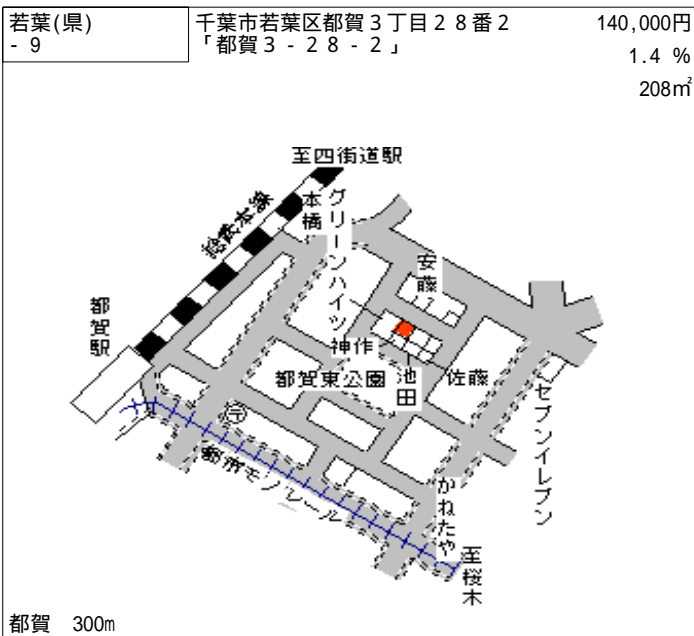 若葉(県)
- 9
千葉市若葉区都賀3丁目28番2
「都賀3-28-2」
140,000円
1.4 %
208㎡
至四街道駅
総武本線
本橋
グリーンハイツ
安藤
都賀駅
神作
都賀東公園
池田
佐藤
セブンイレブン
都市モノレール
かねたや
至桜木
都賀 300m